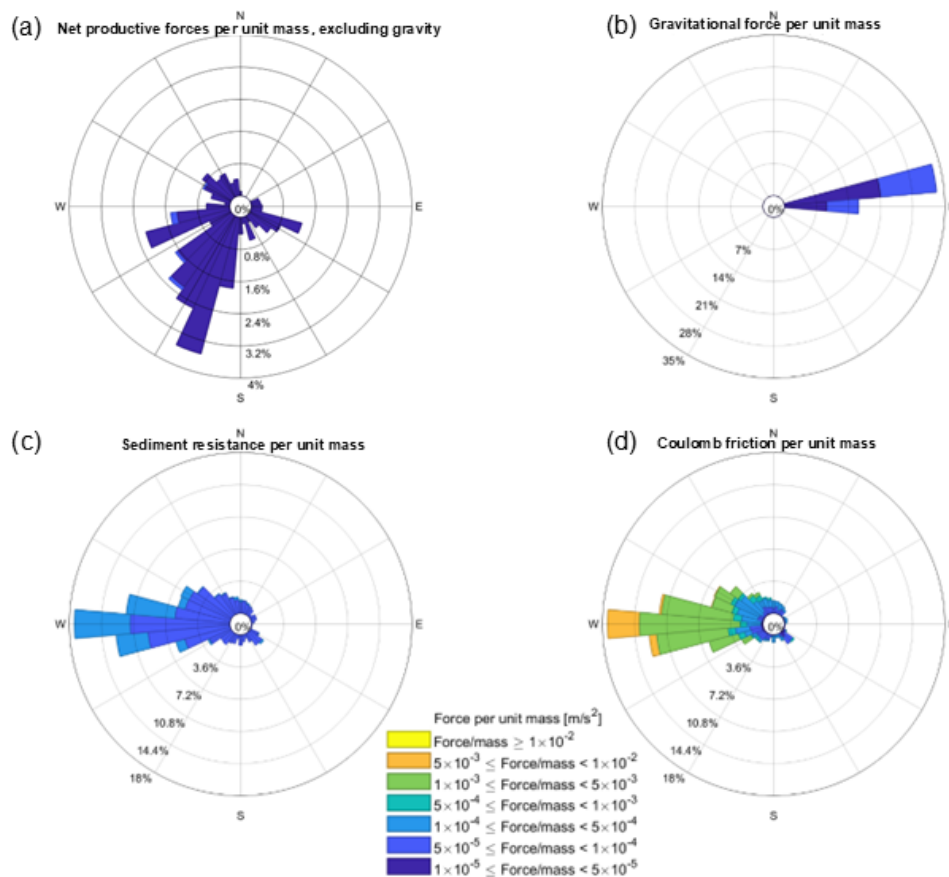 (a)
Net productive forces per unit mass, excluding gravity
N
W
E
S
0%
0.8%
1.6%
2.4%
3.2%
4%
(b)
Gravitational force per unit mass
N
W
0%
7%
14%
21%
28%
35%
S
(c)
Sediment resistance per unit mass
N
W
E
0%
3.6%
7.2%
10.8%
14.4%
18%
S
(d)
Coulomb friction per unit mass
N
W
0%
3.6%
7.2%
10.8%
14.4%
18%
S
Force per unit mass [m/s²]
Force/mass ≥ 1×10⁻²
5×10⁻³ ≤ Force/mass < 1×10⁻²
1×10⁻³ ≤ Force/mass < 5×10⁻³
5×10⁻⁴ ≤ Force/mass < 1×10⁻³
1×10⁻⁴ ≤ Force/mass < 5×10⁻⁴
5×10⁻⁵ ≤ Force/mass < 1×10⁻⁴
1×10⁻⁵ ≤ Force/mass < 5×10⁻⁵